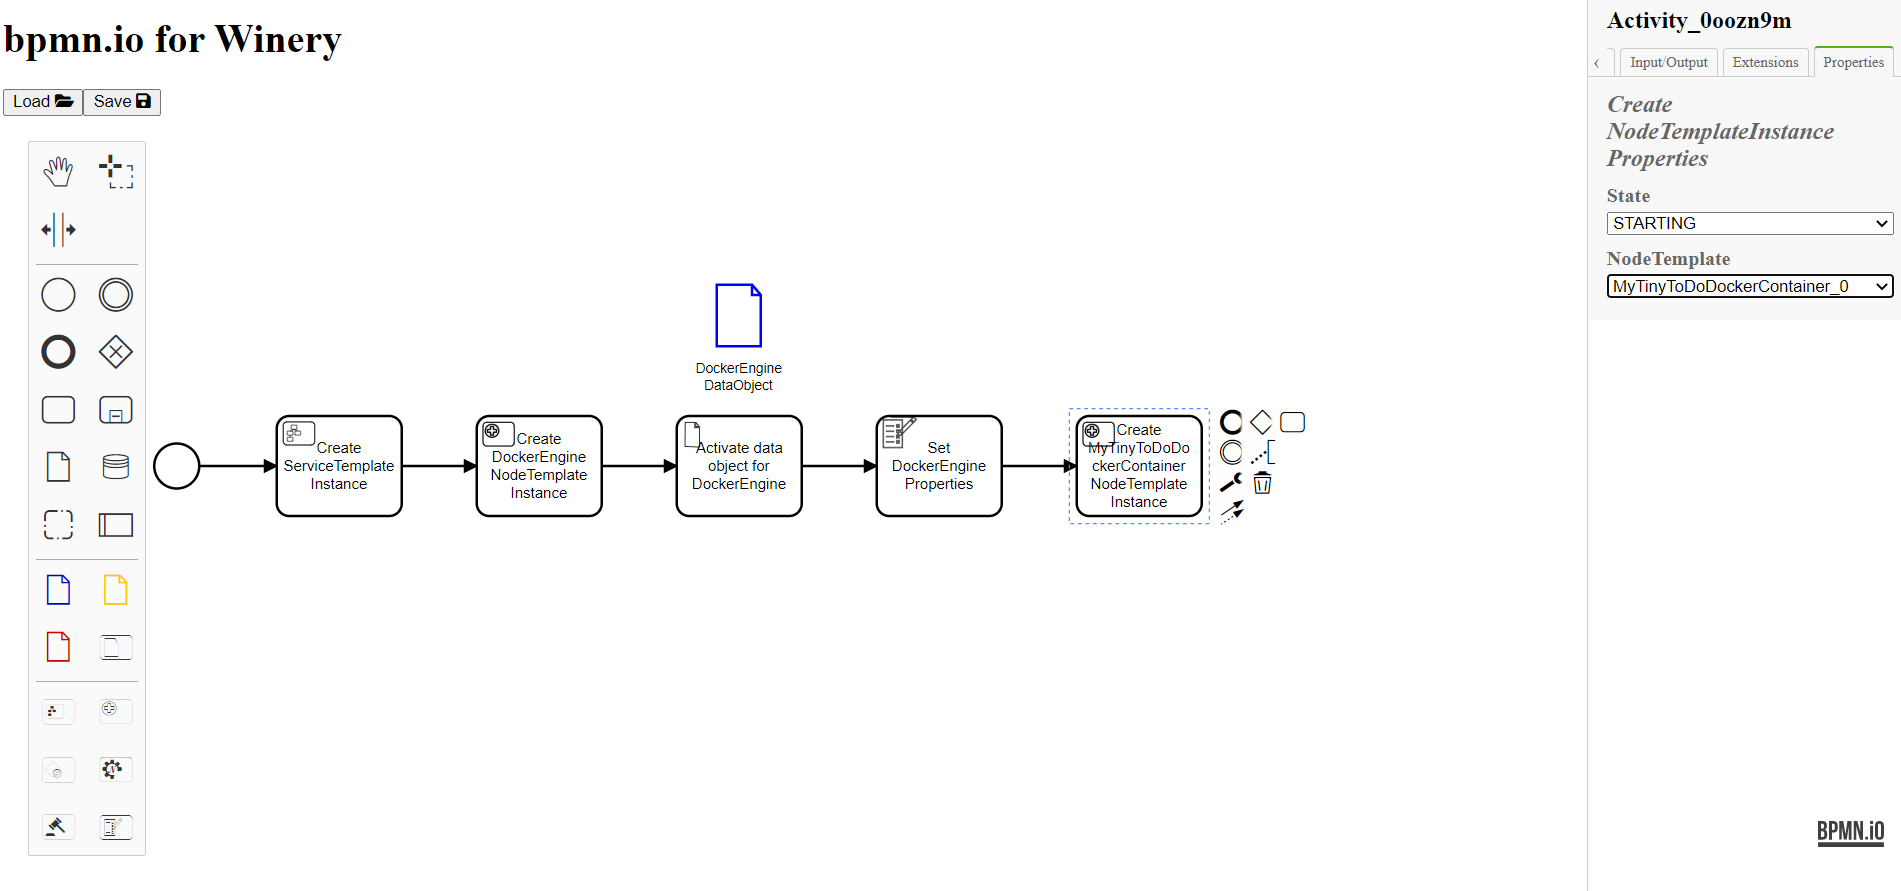 bpmn.io for Winery
Load
Save
DockerEngine
DataObject
Create
ServiceTemplate
Instance
Create
DockerEngine
NodeTemplate
Instance
Activate data
object for
DockerEngine
Set
DockerEngine
Properties
Create
MyTinyToDoDo
ckerContainer
NodeTemplate
Instance
Activity_0oozn9m
Input/Output
Extensions
Properties
Create
NodeTemplateInstance
Properties
State
STARTING
NodeTemplate
MyTinyToDoDockerContainer_0
BPMN.iO